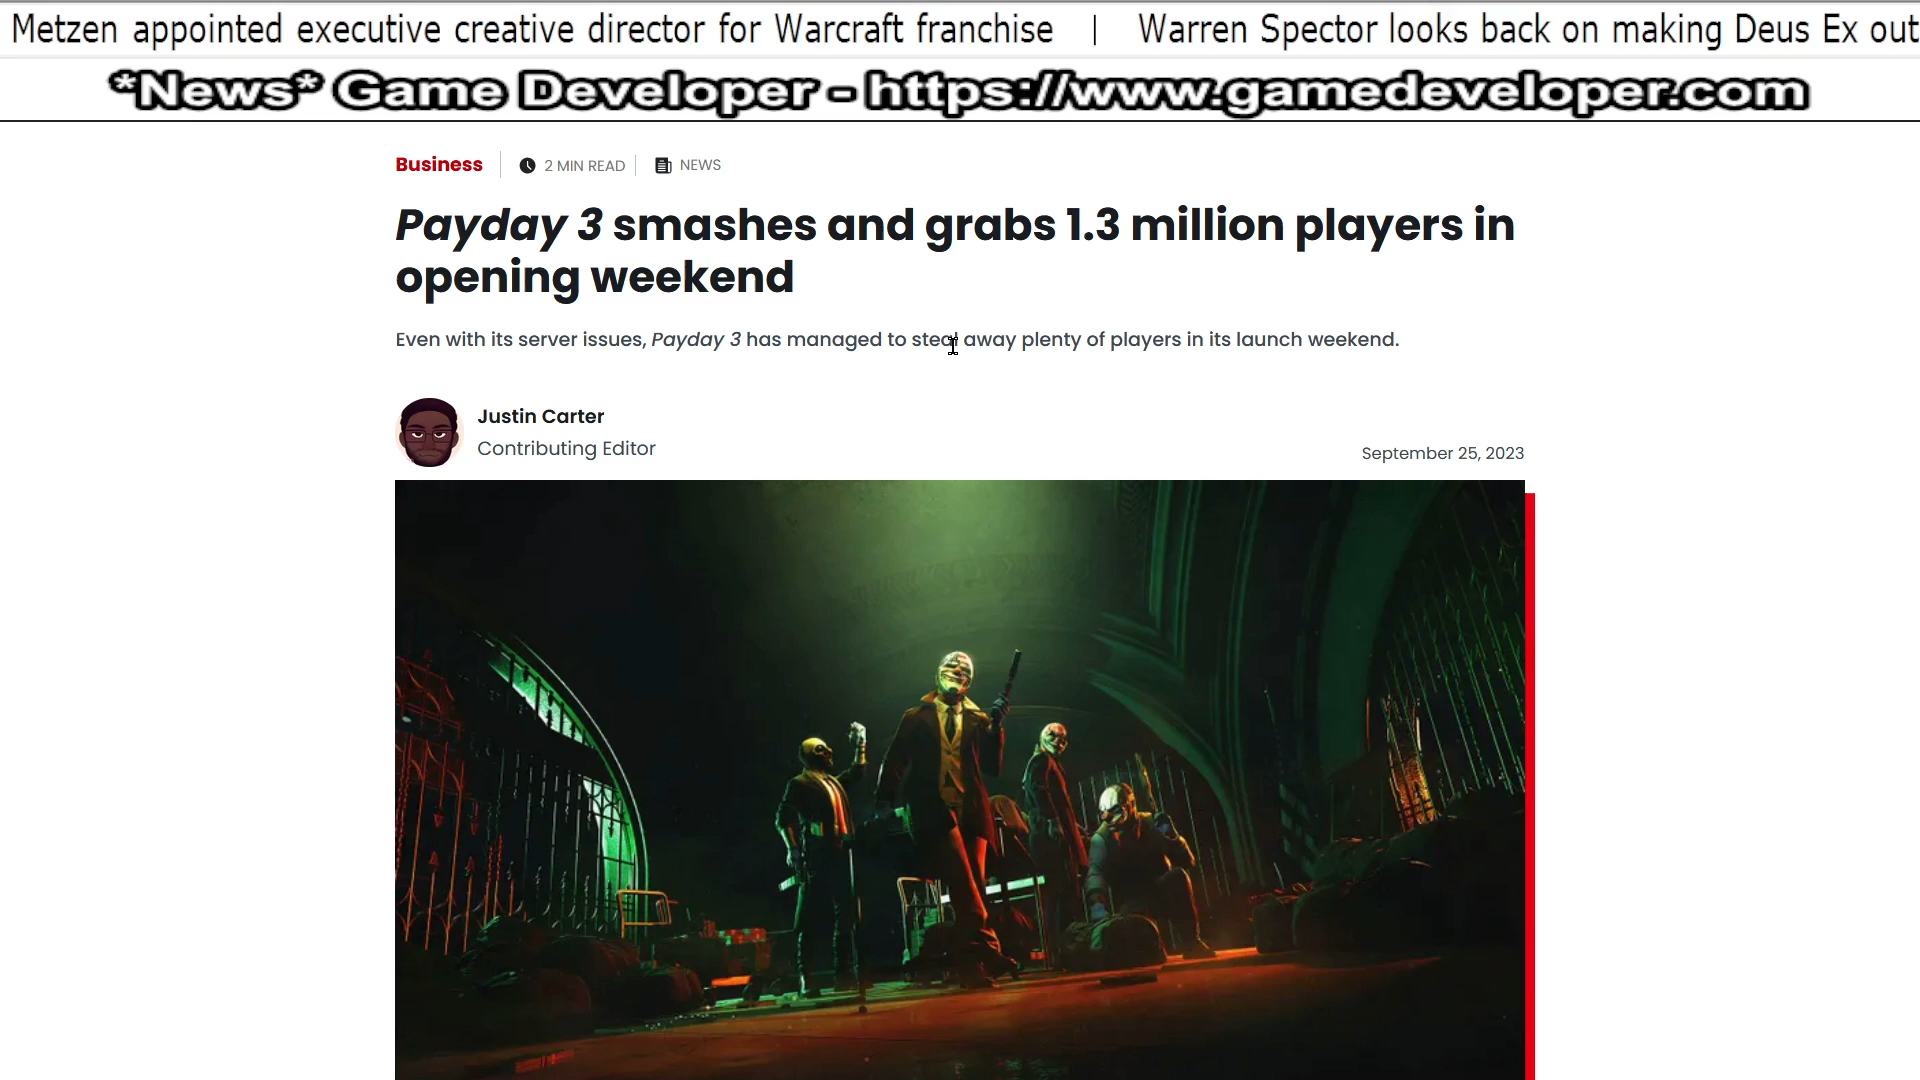 Metzen appointed executive creative director for Warcraft franchise | Warren Spector looks back on making Deus Ex out
*News* Game Developer - https://www.gamedeveloper.com
Business 2 MIN READ NEWS
Payday 3 smashes and grabs 1.3 million players in
opening weekend
Even with its server issues, Payday 3 has managed to steal away plenty of players in its launch weekend.
Justin Carter
Contributing Editor
September 25, 2023